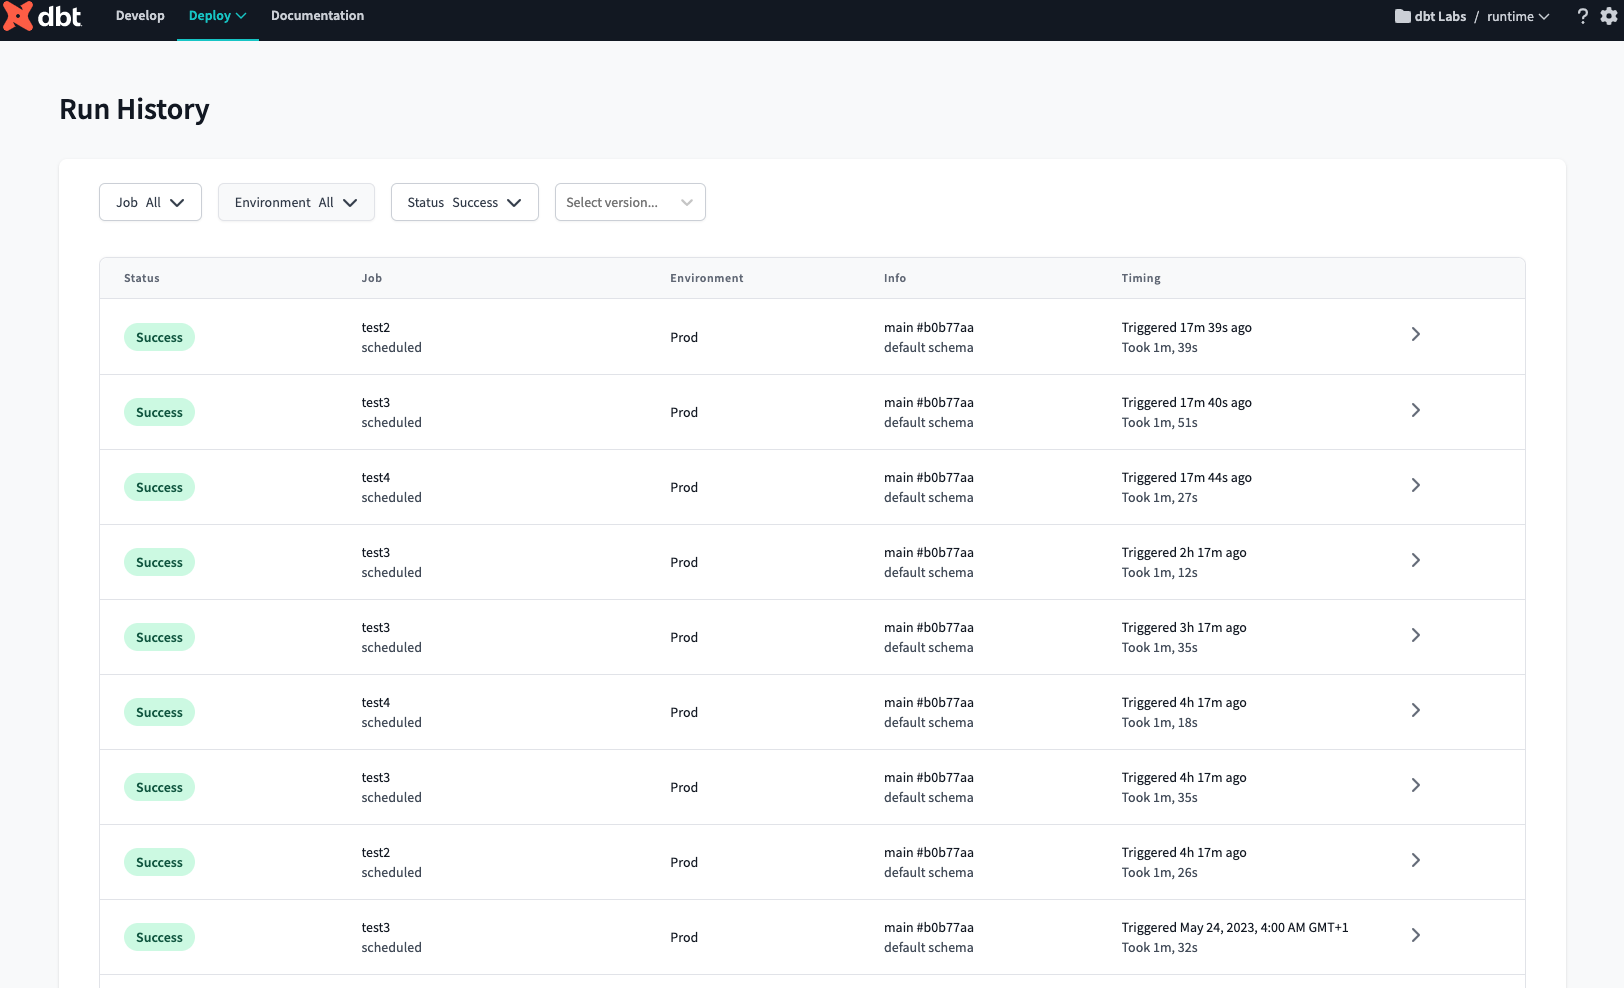 dbt Develop Deploy Documentation dbt Labs / runtime ?
Run History
Job All Environment All Status Success Select version...
Status Job Environment Info Timing
Success test2 scheduled Prod main #b0b77aa default schema Triggered 17m 39s ago Took 1m, 39s
Success test3 scheduled Prod main #b0b77aa default schema Triggered 17m 40s ago Took 1m, 51s
Success test4 scheduled Prod main #b0b77aa default schema Triggered 17m 44s ago Took 1m, 27s
Success test3 scheduled Prod main #b0b77aa default schema Triggered 2h 17m ago Took 1m, 12s
Success test3 scheduled Prod main #b0b77aa default schema Triggered 3h 17m ago Took 1m, 35s
Success test4 scheduled Prod main #b0b77aa default schema Triggered 4h 17m ago Took 1m, 18s
Success test3 scheduled Prod main #b0b77aa default schema Triggered 4h 17m ago Took 1m, 35s
Success test2 scheduled Prod main #b0b77aa default schema Triggered 4h 17m ago Took 1m, 26s
Success test3 scheduled Prod main #b0b77aa default schema Triggered May 24, 2023, 4:00 AM GMT+1 Took 1m, 32s